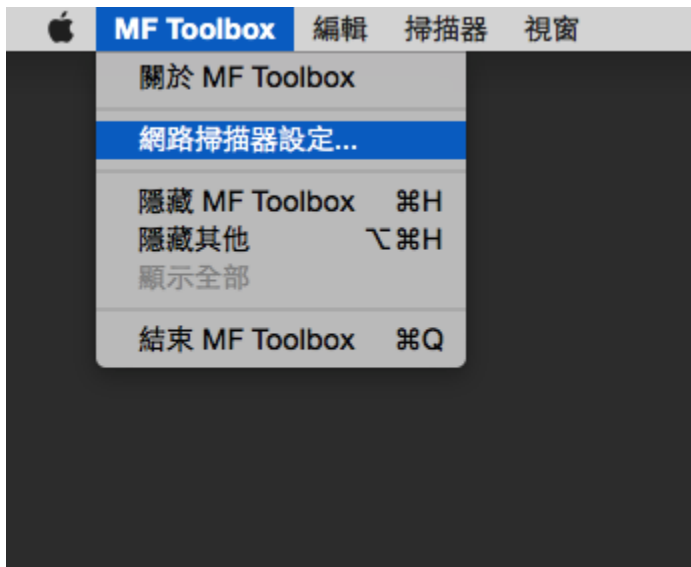 MF Toolbox 編輯 掃描器 視窗
關於 MF Toolbox
網路掃描器設定...
隱藏 MF Toolbox ⌘H
隱藏其他 ⌥⌘H
顯示全部
結束 MF Toolbox ⌘Q